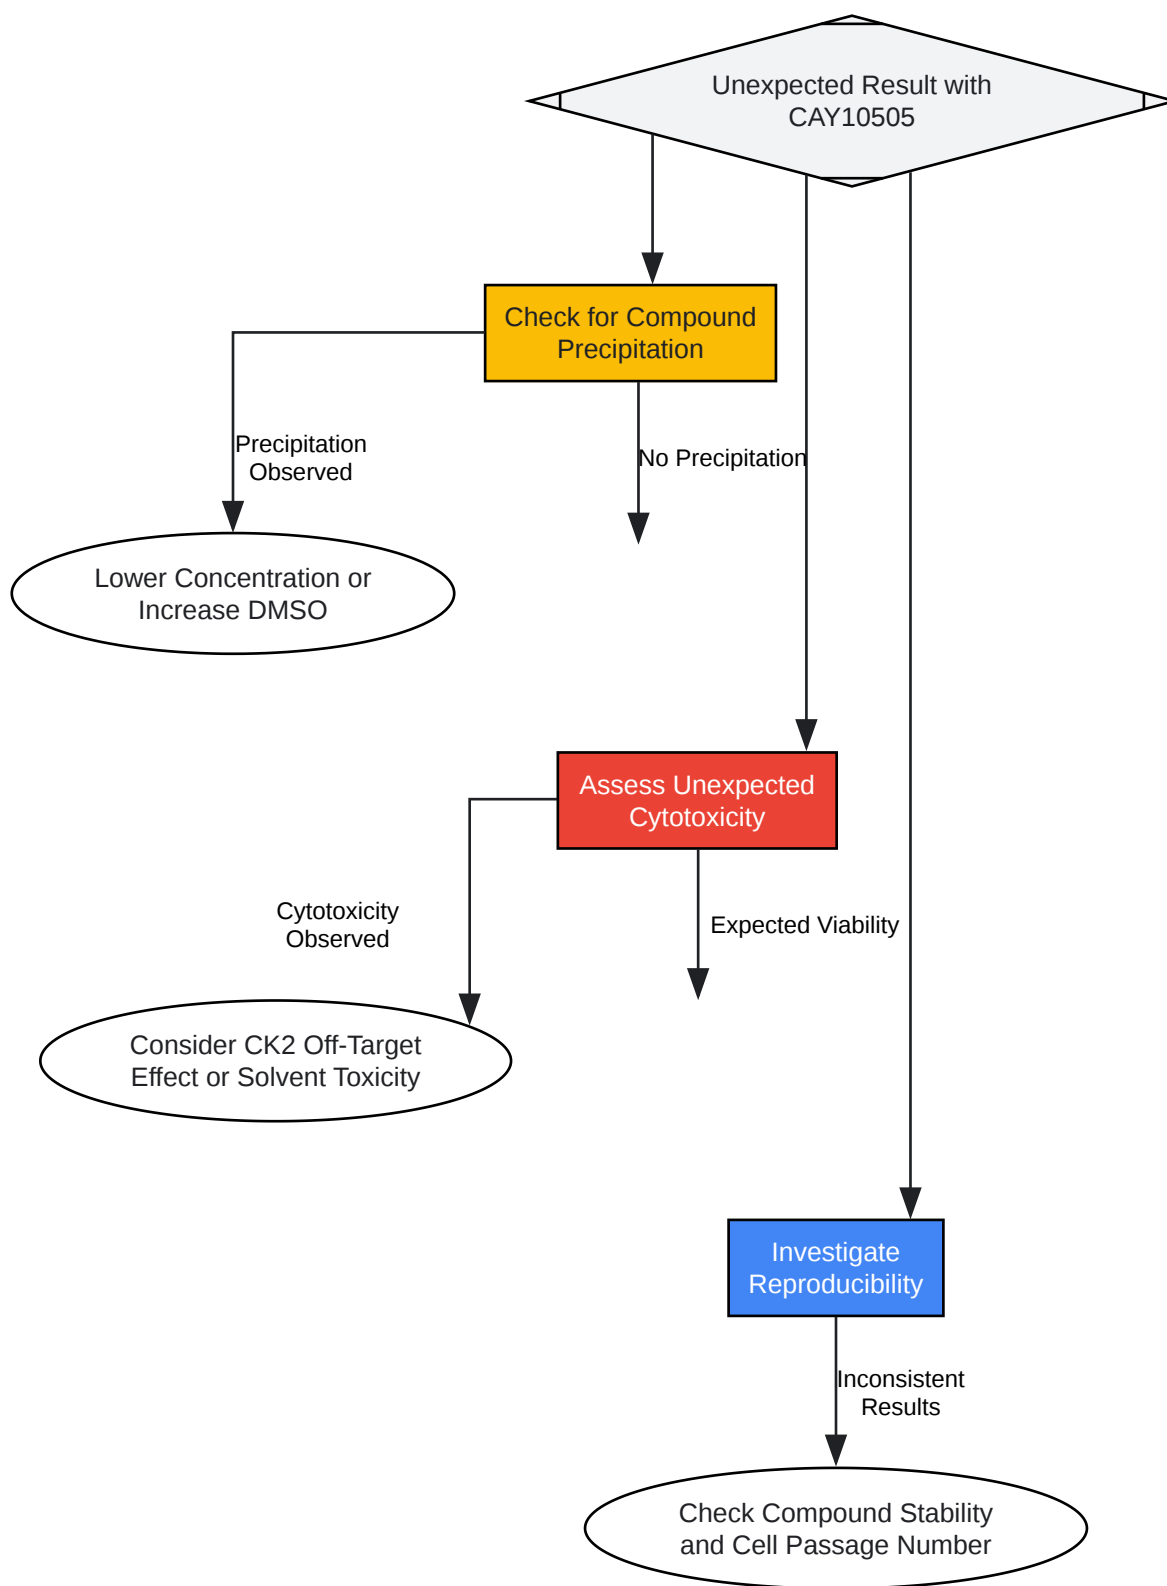 Unexpected Result with
CAY10505
Check for Compound
Precipitation
Precipitation
Observed
No Precipitation
Lower Concentration or
Increase DMSO
Assess Unexpected
Cytotoxicity
Cytotoxicity
Observed
Expected Viability
Consider CK2 Off-Target
Effect or Solvent Toxicity
Investigate
Reproducibility
Inconsistent
Results
Check Compound Stability
and Cell Passage Number